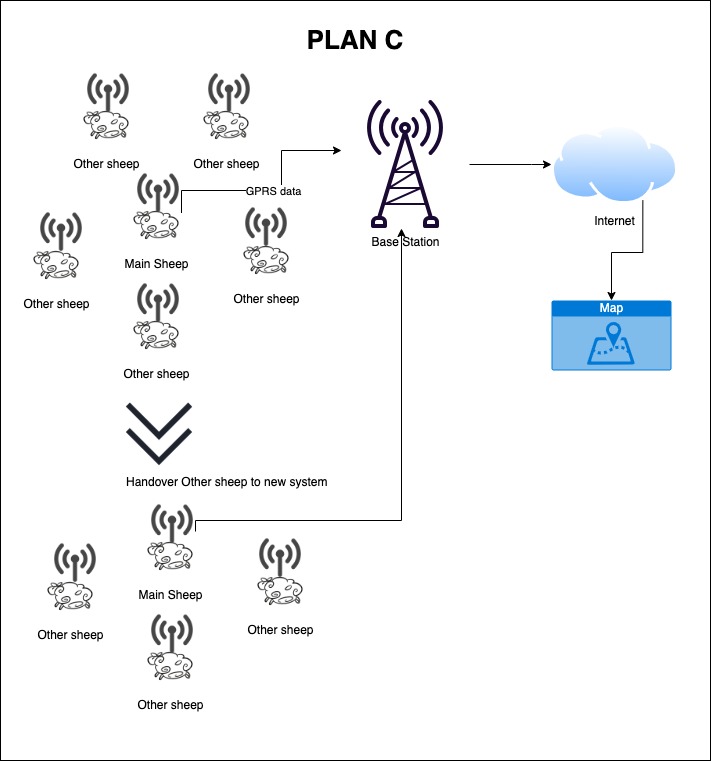 PLAN C
Other sheep
Other sheep
GPRS data
Internet
Base Station
Main Sheep
Other sheep
Other sheep
Map
Other sheep
Handover Other sheep to new system
Main Sheep
Other sheep
Other sheep
Other sheep